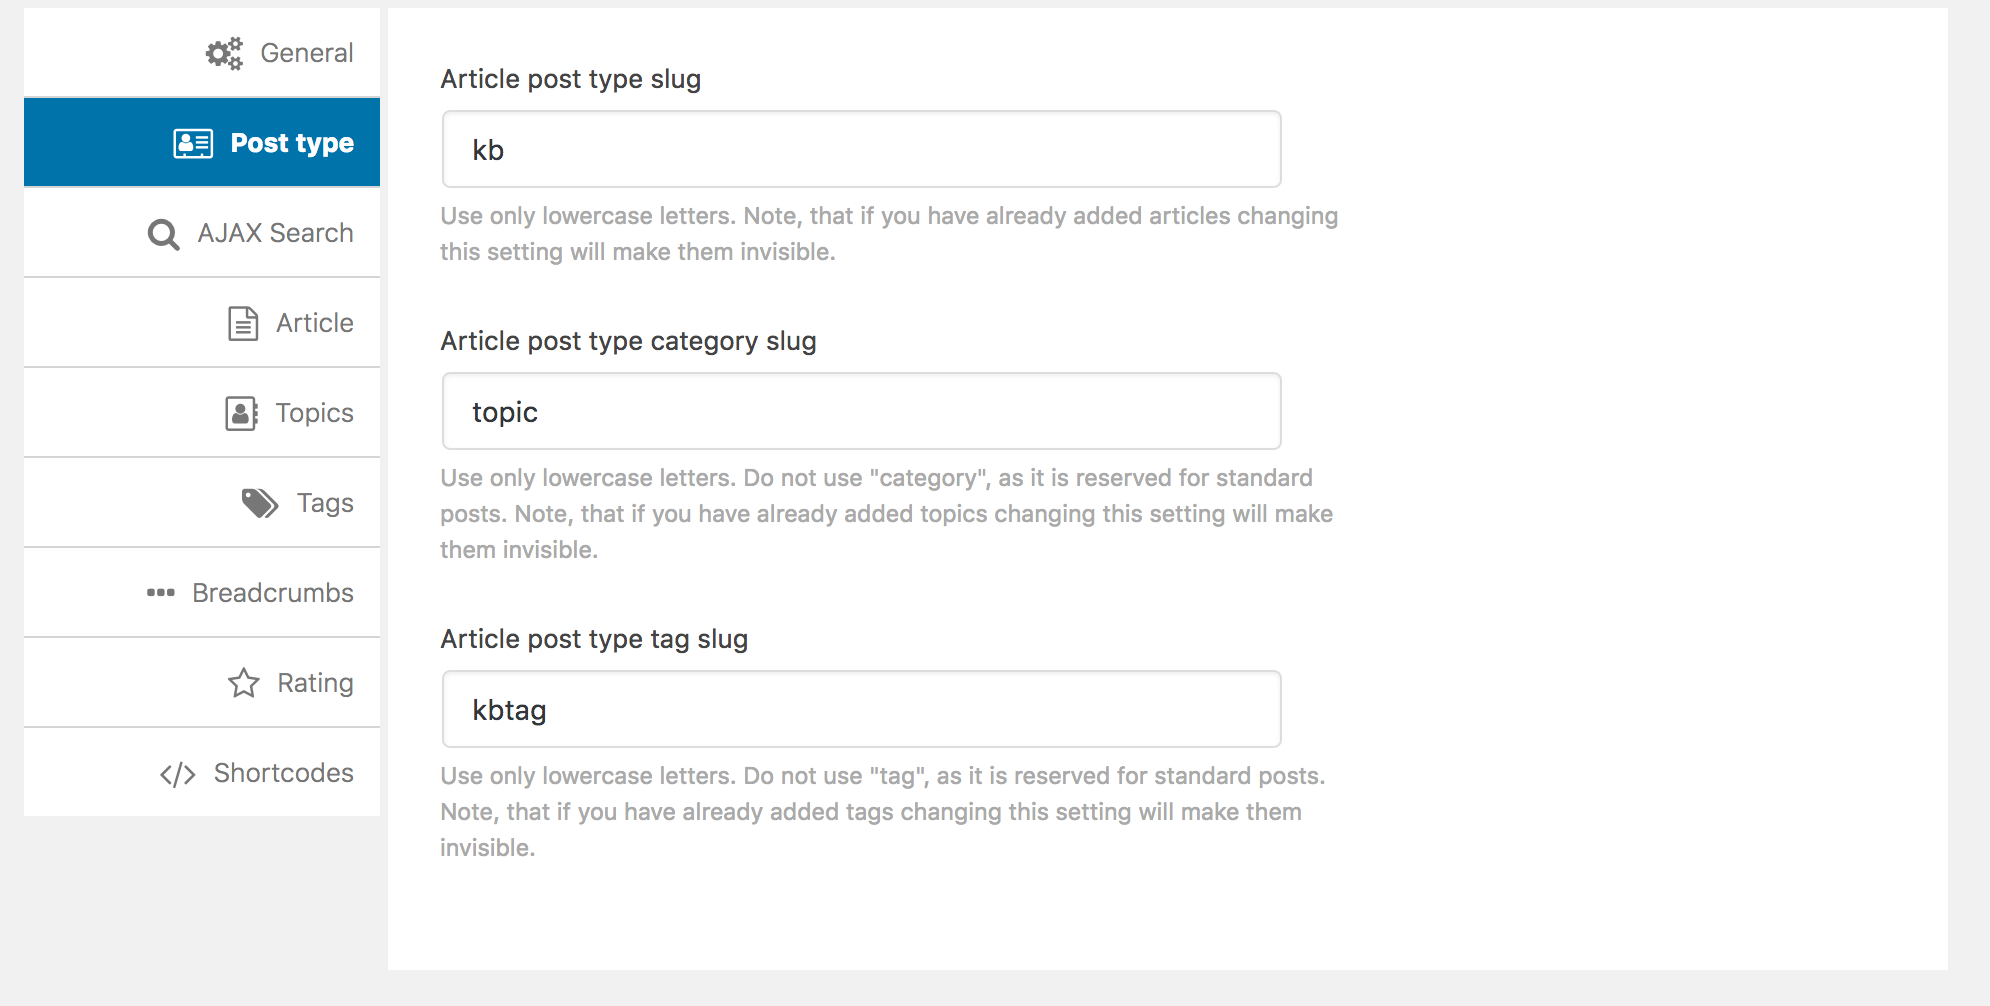 General
Post type
AJAX Search
Article
Topics
Tags
Breadcrumbs
Rating
Shortcodes
Article post type slug
kb
Use only lowercase letters. Note, that if you have already added articles changing
this setting will make them invisible.
Article post type category slug
topic
Use only lowercase letters. Do not use "category", as it is reserved for standard
posts. Note, that if you have already added topics changing this setting will make
them invisible.
Article post type tag slug
kbtag
Use only lowercase letters. Do not use "tag", as it is reserved for standard posts.
Note, that if you have already added tags changing this setting will make them
invisible.